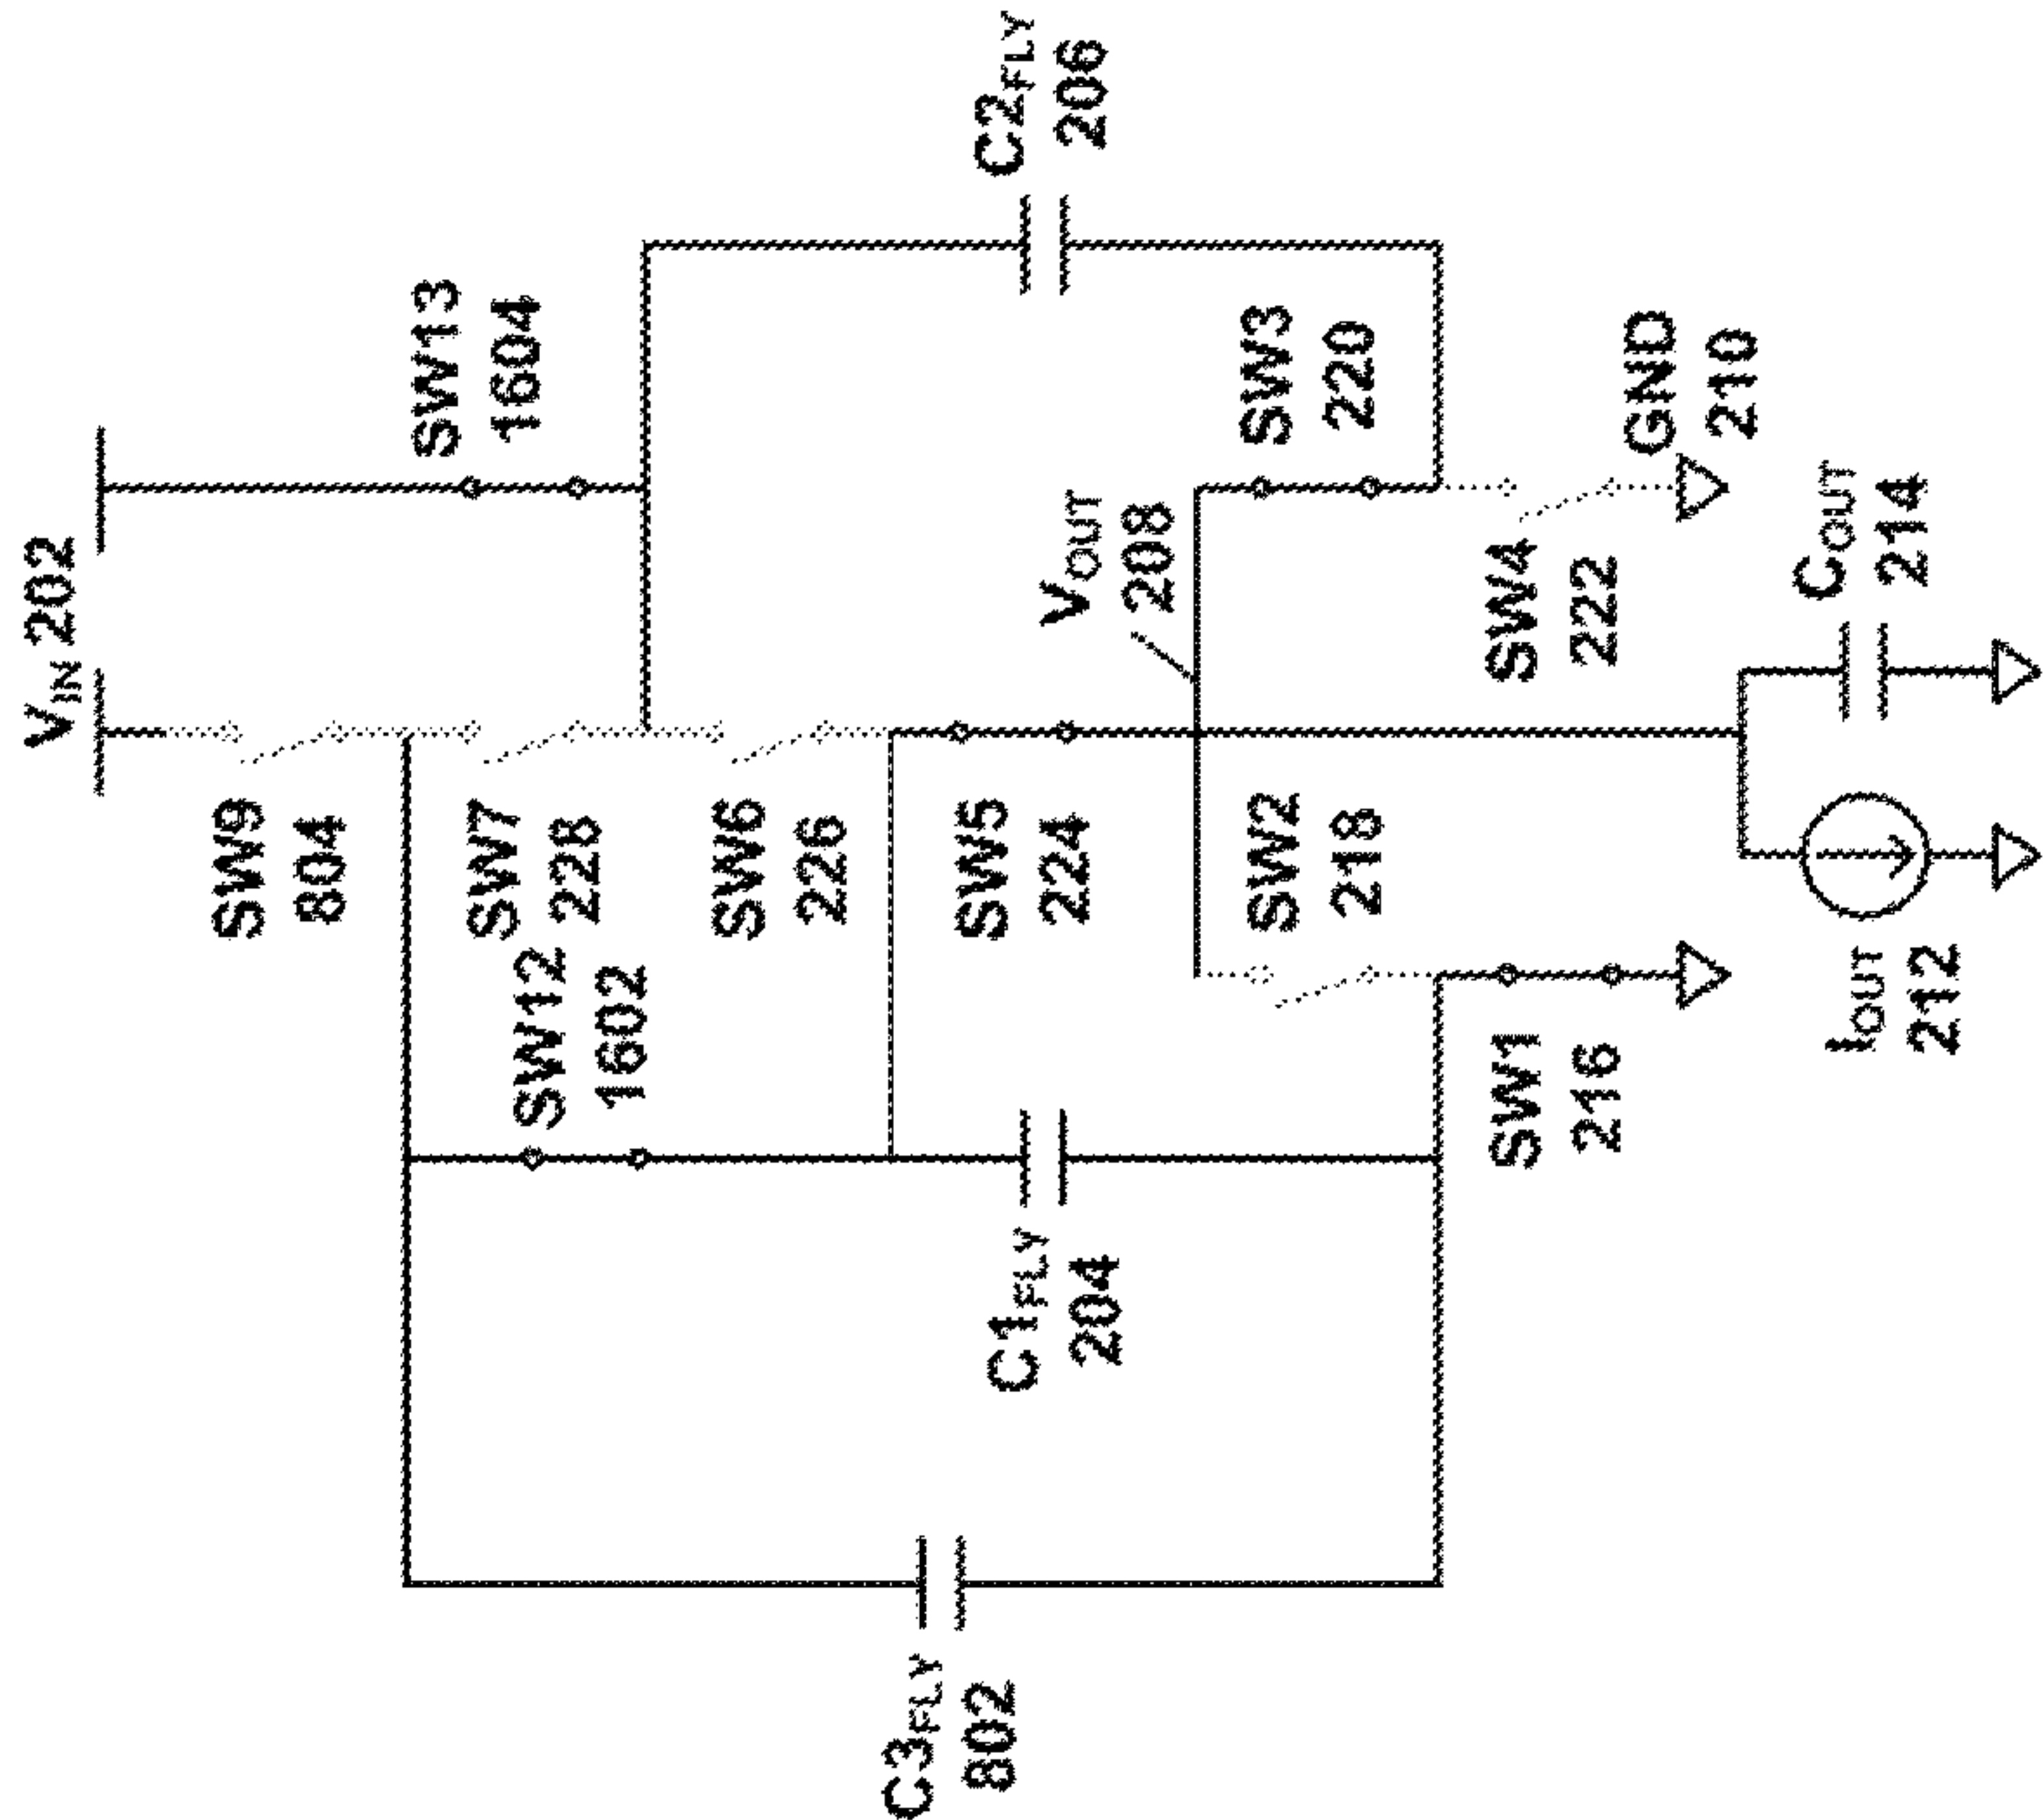 V_IN 202
SW9
804
SW13
1604
SW7
228
SW12
1602
SW6
226
C2_FLY
206
SW5
224
V_OUT
208
C3_FLY
802
C1_FLY
204
SW2
218
SW3
220
SW1
216
SW4
222
GND
210
I_OUT
212
C_OUT
214